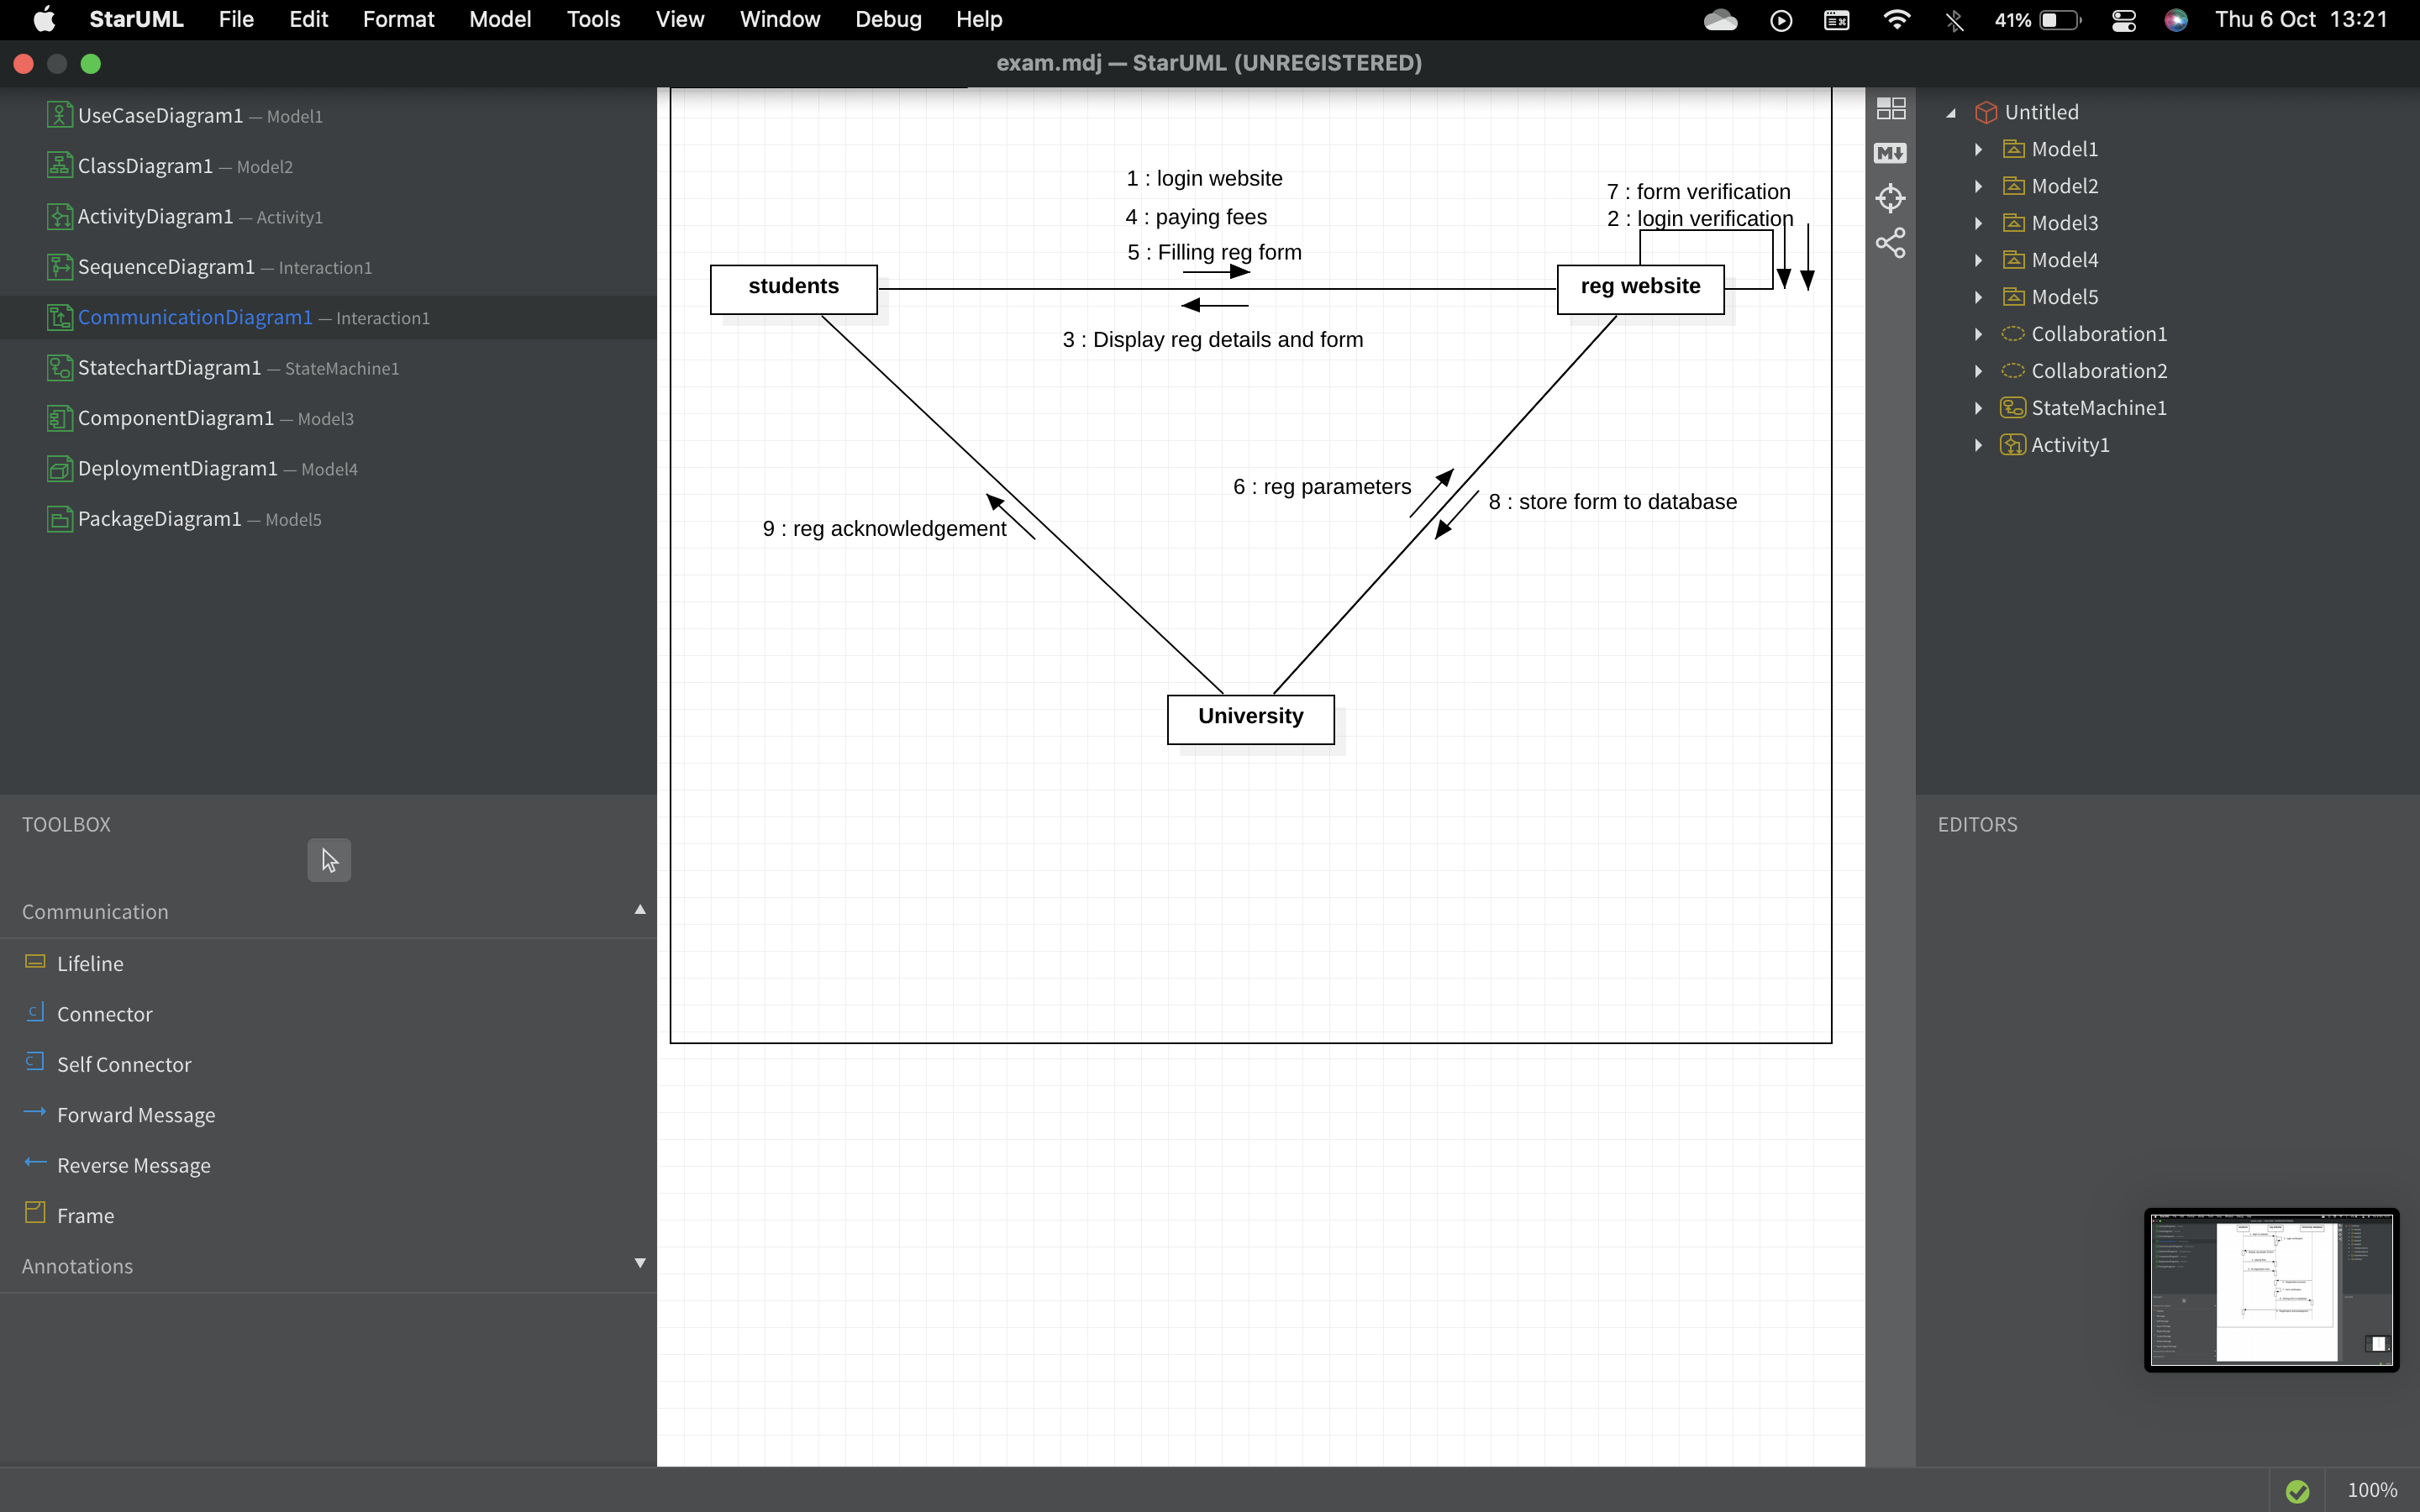 StarUML File Edit Format Model Tools View Window Debug Help 41% Thu 6 Oct 13:21
exam.mdj — StarUML (UNREGISTERED)
UseCaseDiagram1 — Model1
ClassDiagram1 — Model2
ActivityDiagram1 — Activity1
SequenceDiagram1 — Interaction1
CommunicationDiagram1 — Interaction1
StatechartDiagram1 — StateMachine1
ComponentDiagram1 — Model3
DeploymentDiagram1 — Model4
PackageDiagram1 — Model5
TOOLBOX
Communication
Lifeline
Connector
Self Connector
Forward Message
Reverse Message
Frame
Annotations
1 : login website
4 : paying fees
5 : Filling reg form
7 : form verification
2 : login verification
students
reg website
3 : Display reg details and form
6 : reg parameters
8 : store form to database
9 : reg acknowledgement
University
M
Untitled
Model1
Model2
Model3
Model4
Model5
Collaboration1
Collaboration2
StateMachine1
Activity1
EDITORS
100%